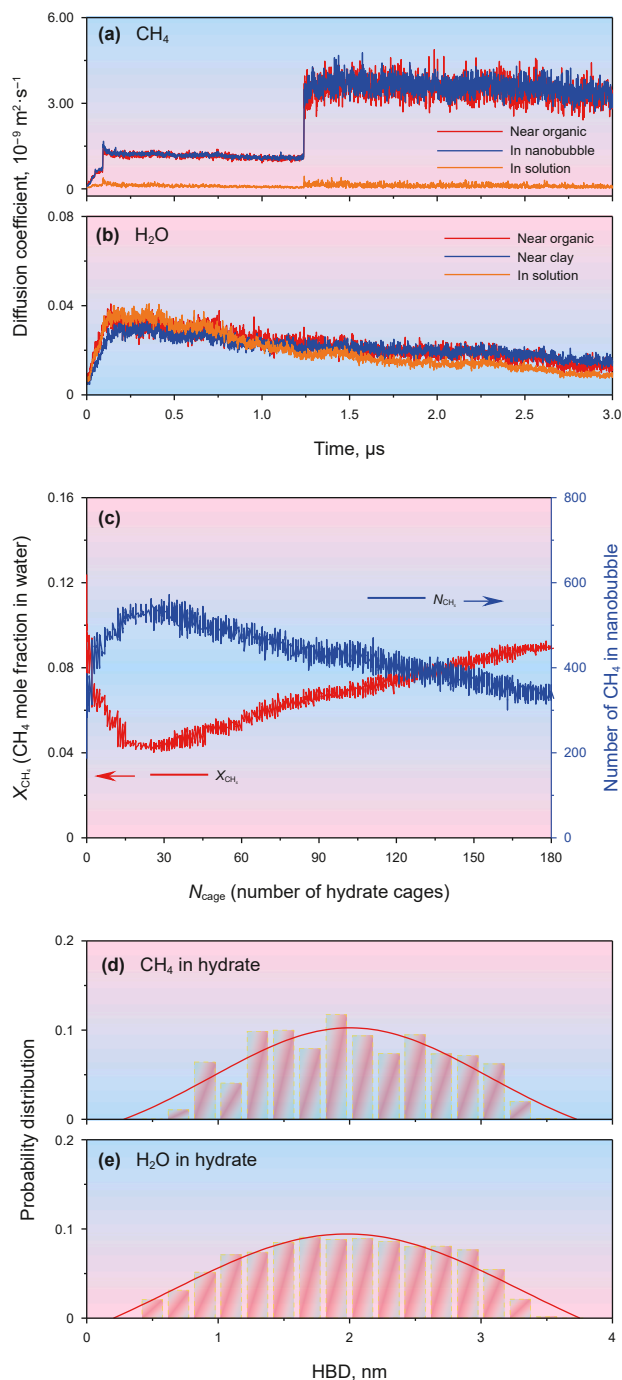 (a) CH₄
6.00
3.00
0
Near organic
In nanobubble
In solution
Diffusion coefficient, 10⁻⁹ m²·s⁻¹
(b) H₂O
0.08
0.04
0
Near organic
Near clay
In solution
0 0.5 1.0 1.5 2.0 2.5 3.0
Time, μs
(c)
0.16
0.12
0.08
0.04
0
X_CH₄ (CH₄ mole fraction in water)
800
600
400
200
0
Number of CH₄ in nanobubble
N_CH₄
X_CH₄
0 30 60 90 120 150 180
N_cage (number of hydrate cages)
(d) CH₄ in hydrate
0.2
0.1
0
Probability distribution
(e) H₂O in hydrate
0.2
0.1
0
0 1 2 3 4
HBD, nm